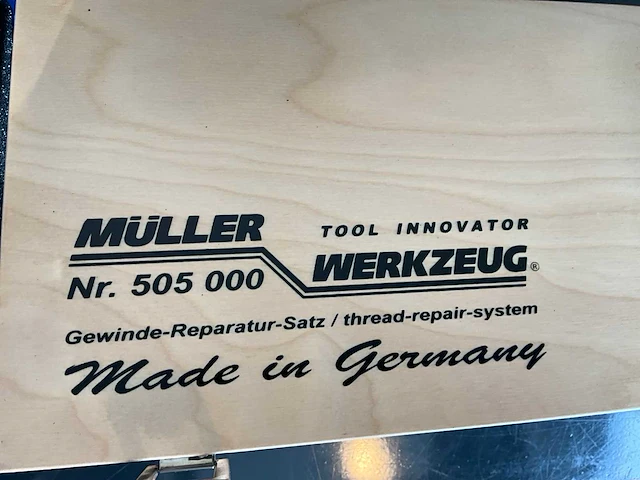 MÜLLER TOOL INNOVATOR
Nr. 505 000 WERKZEUG®
Gewinde-Reparatur-Satz / thread-repair-system
Made in Germany